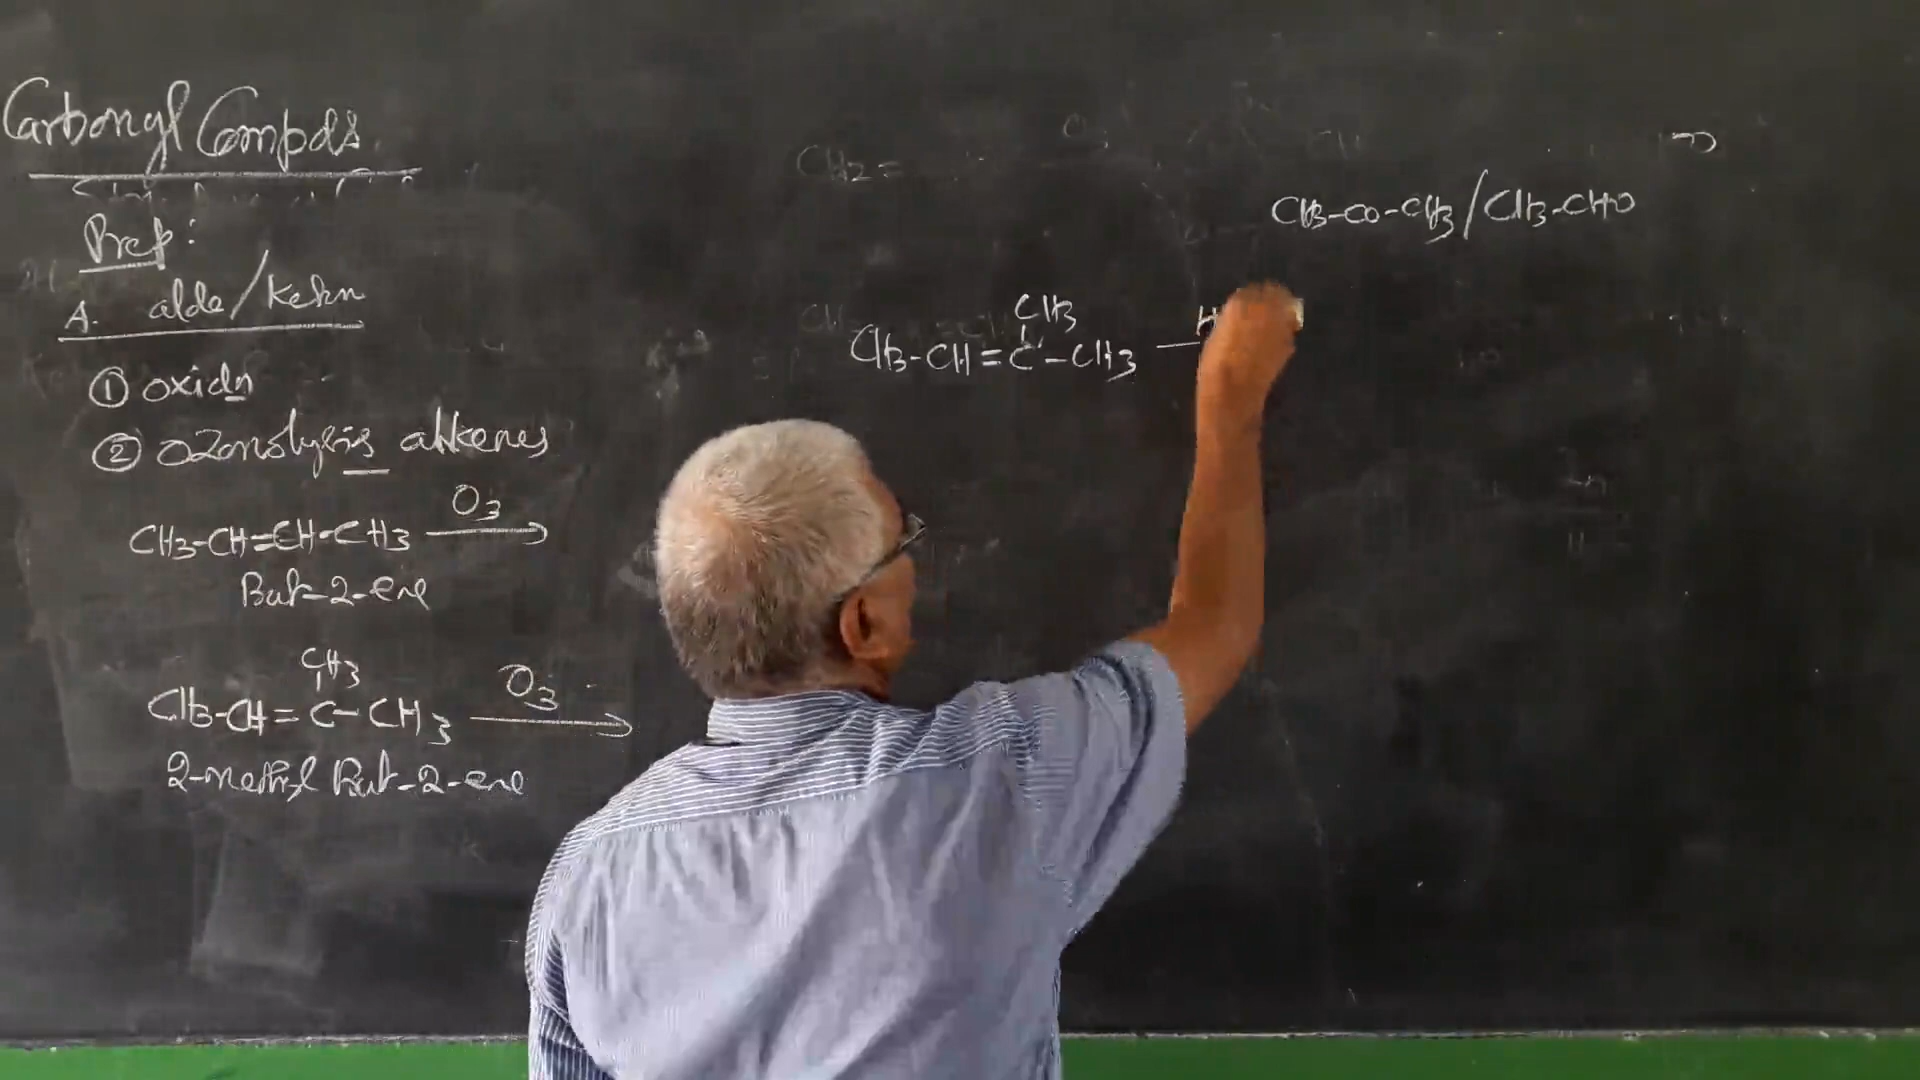 Carbonyl Compds.
Prep:
A. alde/Ketn
① oxidn
② oZonolysis alkenes
CH3-CH=CH-CH3 O3
But-2-ene
CH3
CH3-CH=C-CH3 O3
2-methyl But-2-ene
CH2=
CH3-CO-CH3/CH3-CHO
CH3
CH3-CH=C-CH3 H